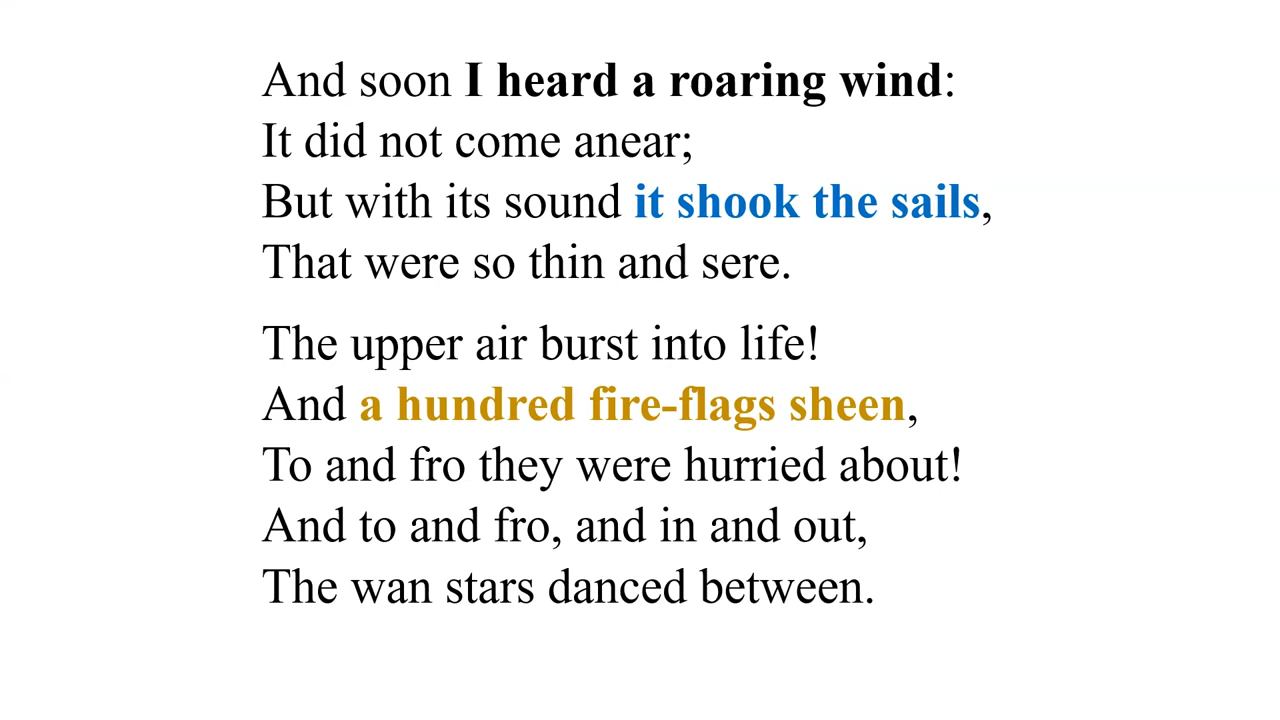 And soon I heard a roaring wind:
It did not come anear;
But with its sound it shook the sails,
That were so thin and sere.
The upper air burst into life!
And a hundred fire-flags sheen,
To and fro they were hurried about!
And to and fro, and in and out,
The wan stars danced between.